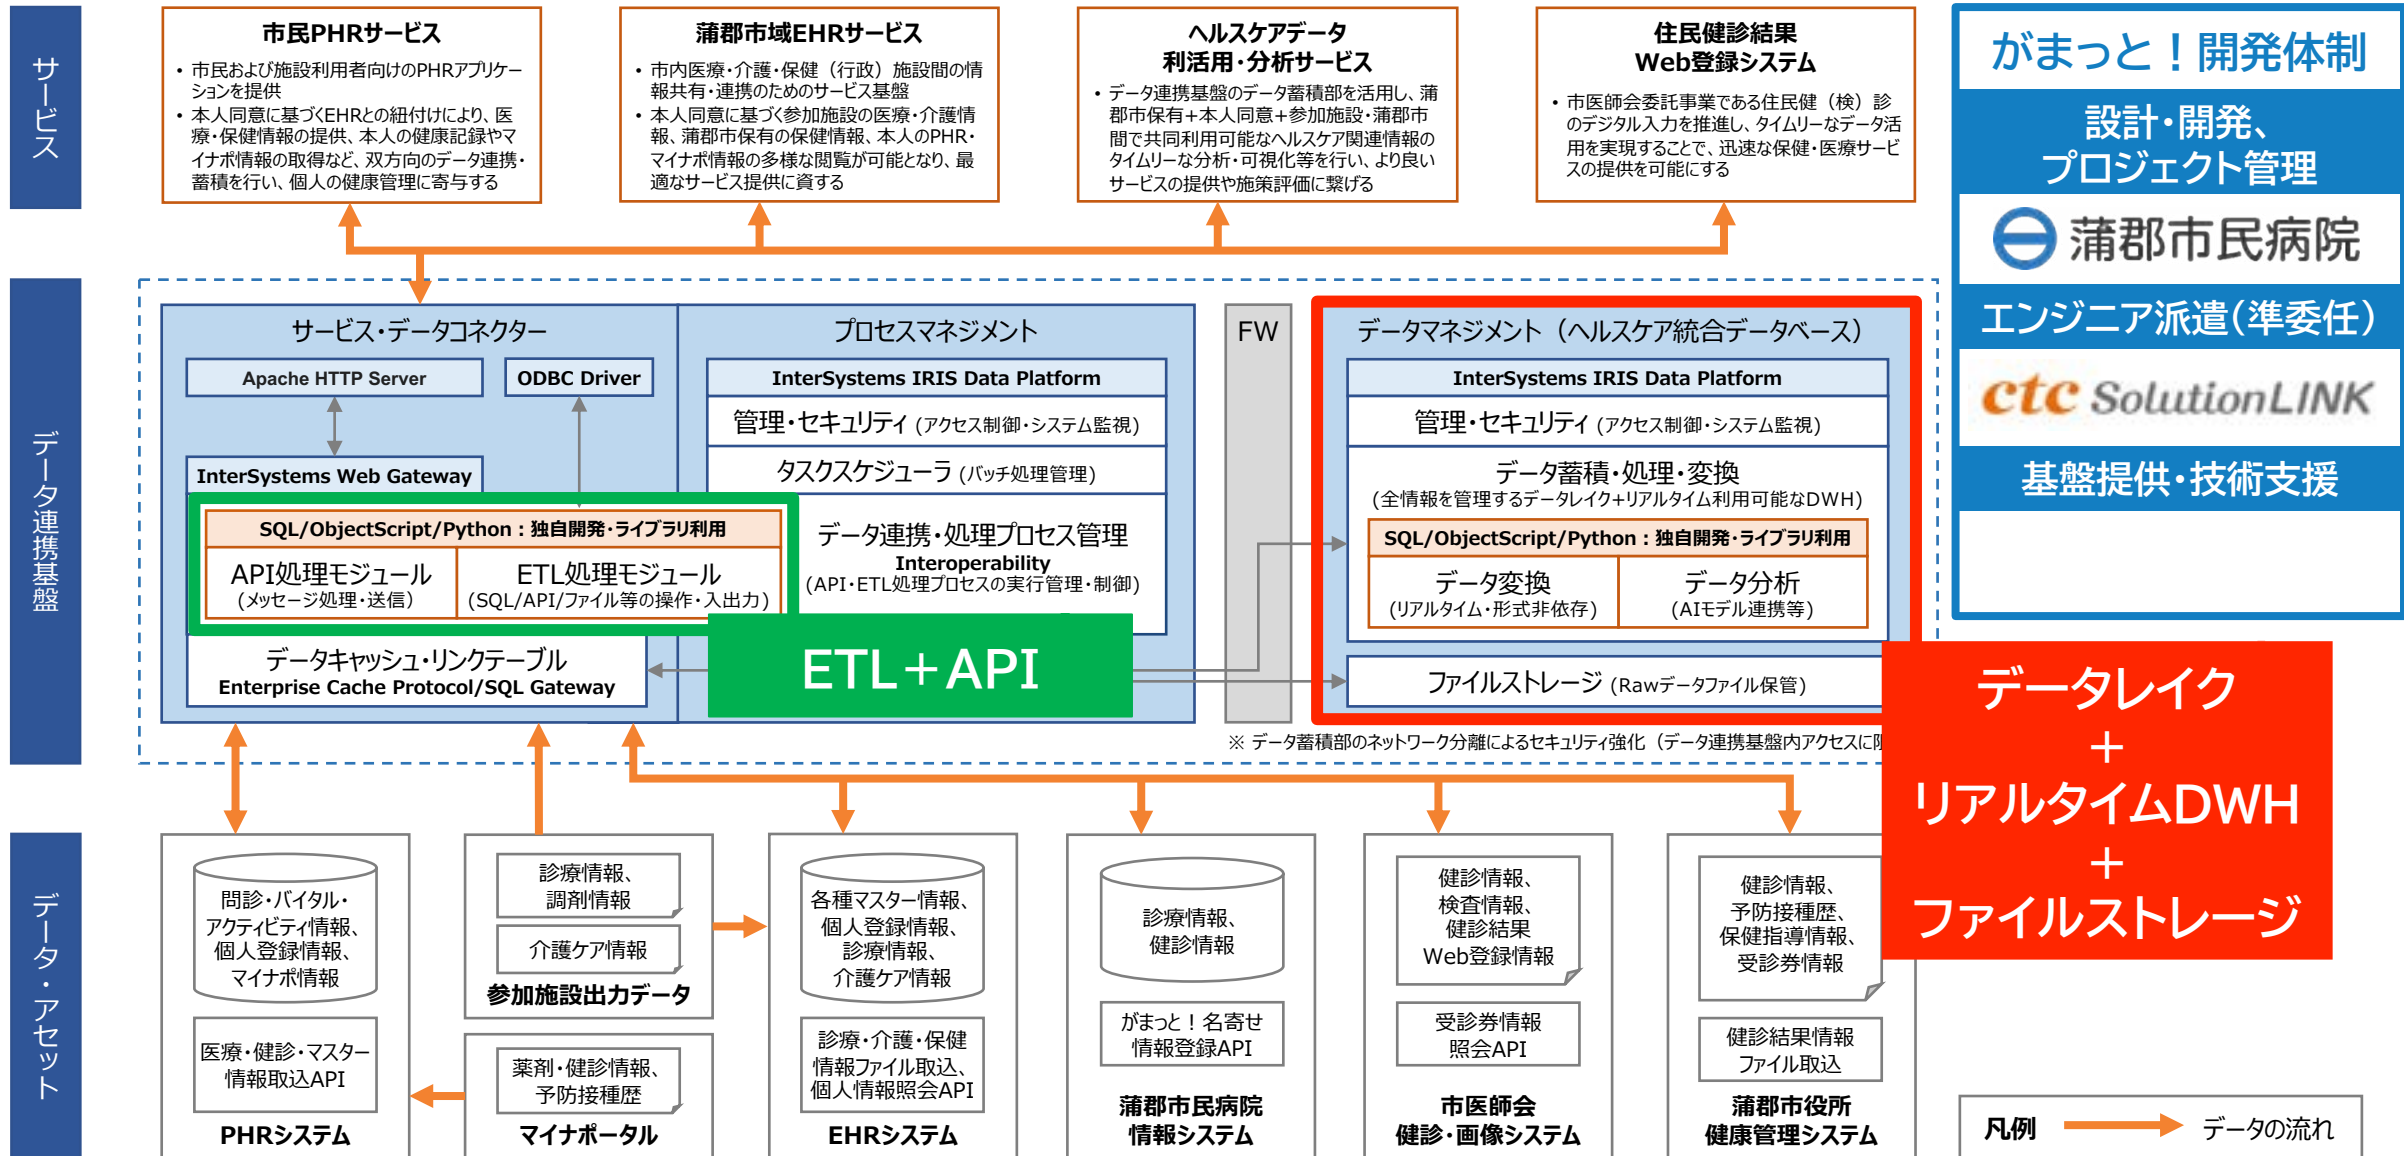 サービス
市民PHRサービス
・市民および施設利用者向けのPHRアプリケー
ションを提供
・本人同意に基づくEHRとの紐付けにより、医
療・保健情報の提供、本人の健康記録やマ
イナポ情報の取得など、双方向のデータ連携・
蓄積を行い、個人の健康管理に寄与する
蒲郡市域EHRサービス
・市内医療・介護・保健（行政）施設間の情
報共有・連携のためのサービス基盤
・本人同意に基づく参加施設の医療・介護情
報、蒲郡市保有の保健情報、本人のPHR・
マイナポ情報の多様な閲覧が可能となり、最
適なサービス提供に資する
ヘルスケアデータ
利活用・分析サービス
・データ連携基盤のデータ蓄積部を活用し、蒲
郡市保有+本人同意+参加施設・蒲郡市
間で共同利用可能なヘルスケア関連情報の
タイムリーな分析・可視化等を行い、より良い
サービスの提供や施策評価に繋げる
住民健診結果
Web登録システム
・市医師会委託事業である住民健（検）診
のデジタル入力を推進し、タイムリーなデータ活
用を実現することで、迅速な保健・医療サービ
スの提供を可能にする
がまっと！開発体制
設計・開発、
プロジェクト管理
蒲郡市民病院
エンジニア派遣(準委任)
ctc SolutionLINK
基盤提供・技術支援
データ連携基盤
サービス・データコネクター
Apache HTTP Server
ODBC Driver
InterSystems Web Gateway
SQL/ObjectScript/Python：独自開発・ライブラリ利用
API処理モジュール
(メッセージ処理・送信)
ETL処理モジュール
(SQL/API/ファイル等の操作・入出力)
データキャッシュ・リンクテーブル
Enterprise Cache Protocol/SQL Gateway
プロセスマネジメント
InterSystems IRIS Data Platform
管理・セキュリティ (アクセス制御・システム監視)
タスクスケジューラ (バッチ処理管理)
データ連携・処理プロセス管理
Interoperability
(API・ETL処理プロセスの実行管理・制御)
ETL＋API
FW
データマネジメント（ヘルスケア統合データベース）
InterSystems IRIS Data Platform
管理・セキュリティ (アクセス制御・システム監視)
データ蓄積・処理・変換
(全情報を管理するデータレイク+リアルタイム利用可能なDWH)
SQL/ObjectScript/Python：独自開発・ライブラリ利用
データ変換
(リアルタイム・形式非依存)
データ分析
(AIモデル連携等)
ファイルストレージ (Rawデータファイル保管)
※ データ蓄積部のネットワーク分離によるセキュリティ強化（データ連携基盤内アクセスに
データレイク
＋
リアルタイムDWH
＋
ファイルストレージ
データ・アセット
問診・バイタル・
アクティビティ情報、
個人登録情報、
マイナポ情報
医療・健診・マスター
情報取込API
PHRシステム
診療情報、
調剤情報
介護ケア情報
参加施設出力データ
薬剤・健診情報、
予防接種歴
マイナポータル
各種マスター情報、
個人登録情報、
診療情報、
介護ケア情報
診療・介護・保健
情報ファイル取込、
個人情報照会API
EHRシステム
診療情報、
健診情報
がまっと！名寄せ
情報登録API
蒲郡市民病院
情報システム
健診情報、
検査情報、
健診結果
Web登録情報
受診券情報
照会API
市医師会
健診・画像システム
健診情報、
予防接種歴、
保健指導情報、
受診券情報
健診結果情報
ファイル取込
蒲郡市役所
健康管理システム
凡例
データの流れ